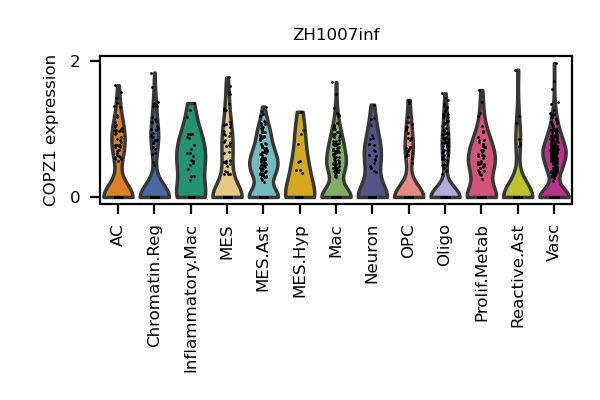 ZH1007inf
COPZ1 expression
2
0
AC
Chromatin.Reg
Inflammatory.Mac
MES
MES.Ast
MES.Hyp
Mac
Neuron
OPC
Oligo
Prolif.Metab
Reactive.Ast
Vasc